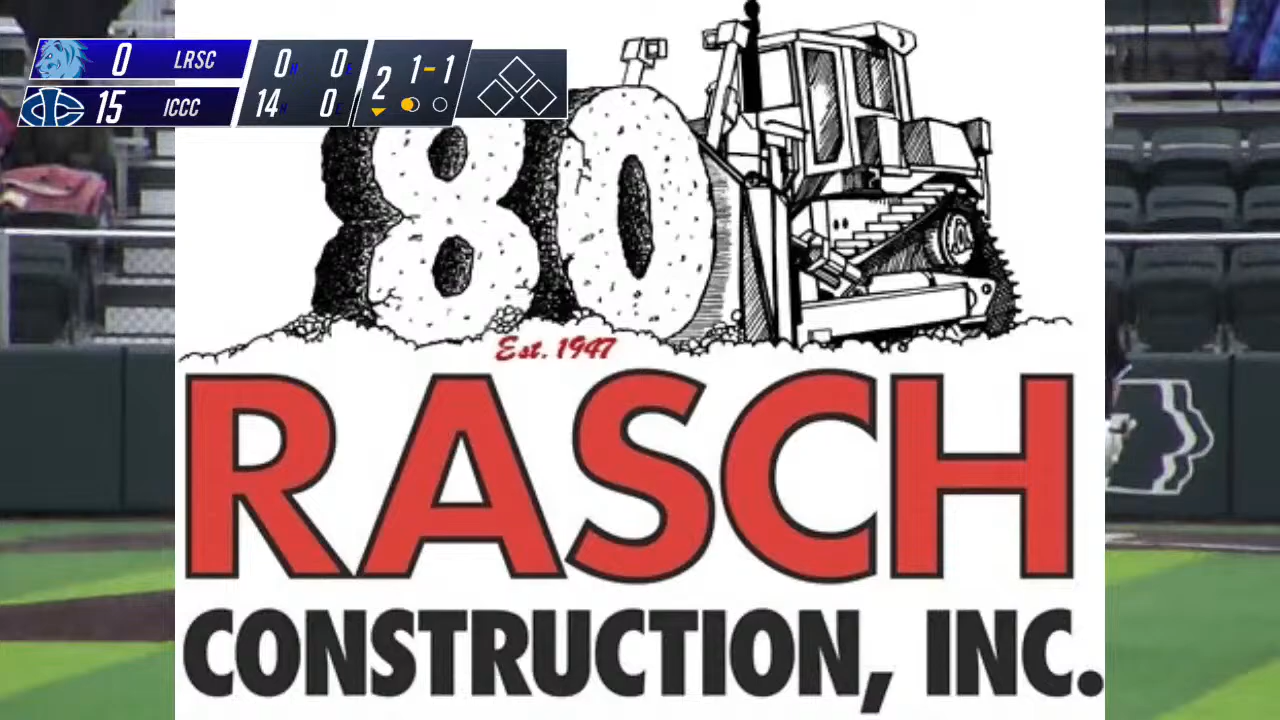 0 LRSC
15 ICCC
0 0
14 0
2 1-1
80
Est. 1947
RASCH
CONSTRUCTION, INC.